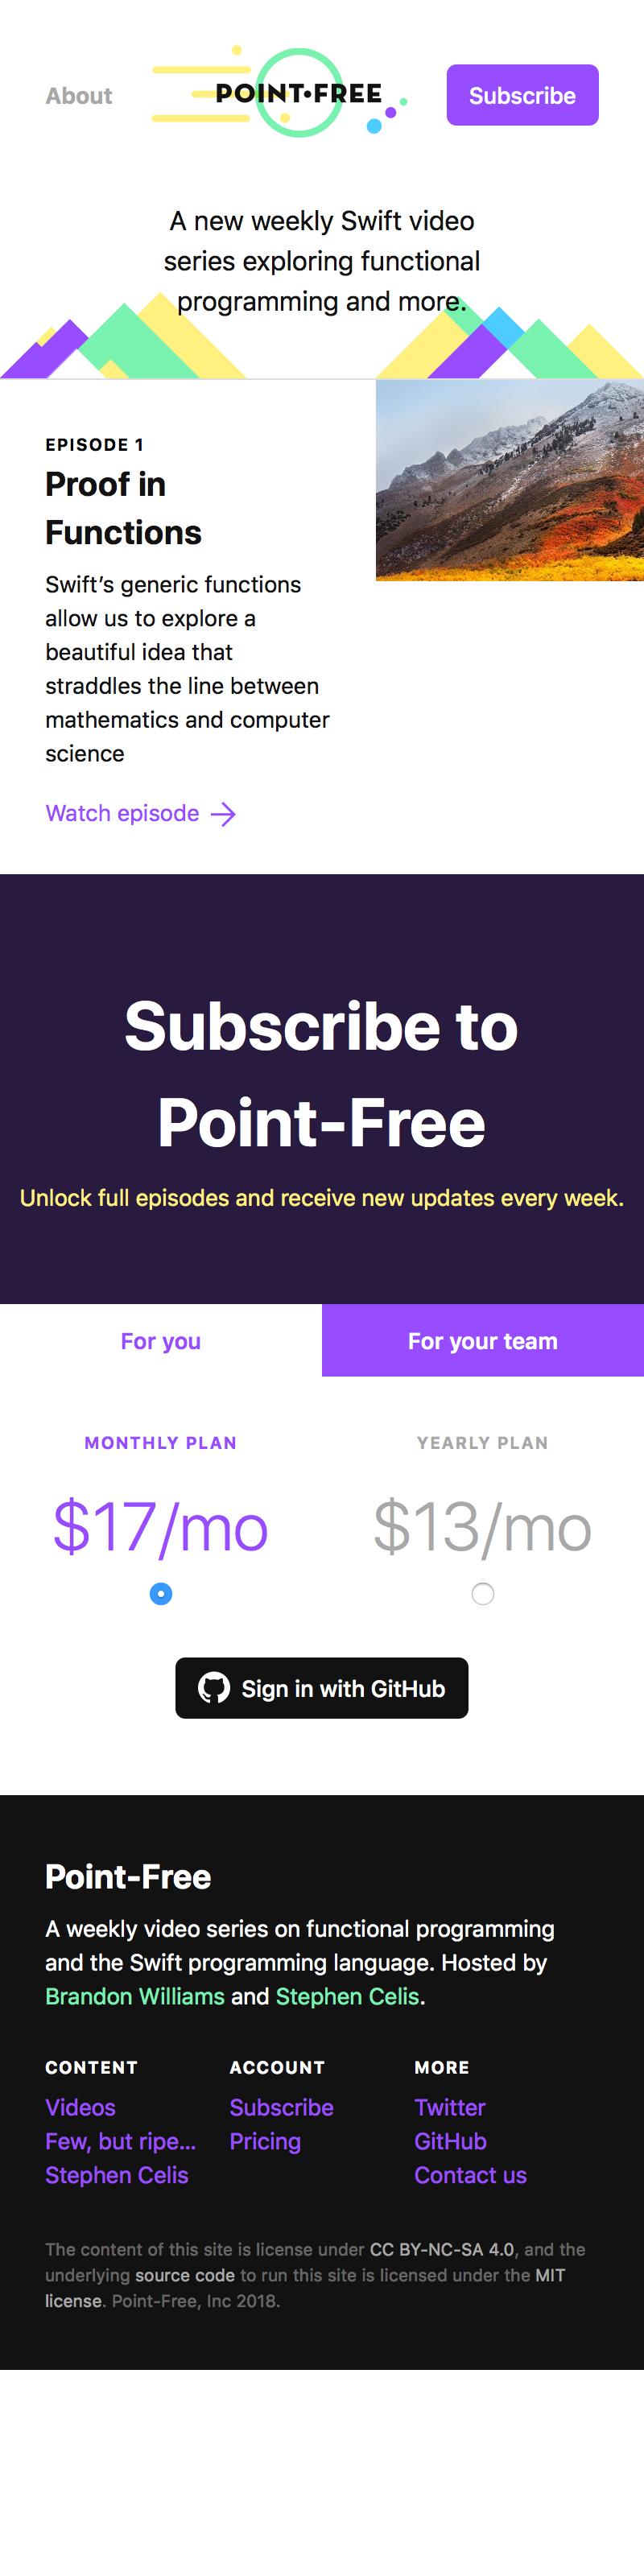 About
POINT•FREE
Subscribe
A new weekly Swift video
series exploring functional
programming and more.
EPISODE 1
Proof in
Functions
Swift’s generic functions
allow us to explore a
beautiful idea that
straddles the line between
mathematics and computer
science
Watch episode
Subscribe to
Point-Free
Unlock full episodes and receive new updates every week.
For you
For your team
MONTHLY PLAN
YEARLY PLAN
$17/mo
$13/mo
Sign in with GitHub
Point-Free
A weekly video series on functional programming
and the Swift programming language. Hosted by
Brandon Williams and Stephen Celis.
CONTENT
Videos
Few, but ripe…
Stephen Celis
ACCOUNT
Subscribe
Pricing
MORE
Twitter
GitHub
Contact us
The content of this site is license under CC BY-NC-SA 4.0, and the
underlying source code to run this site is licensed under the MIT
license. Point-Free, Inc 2018.